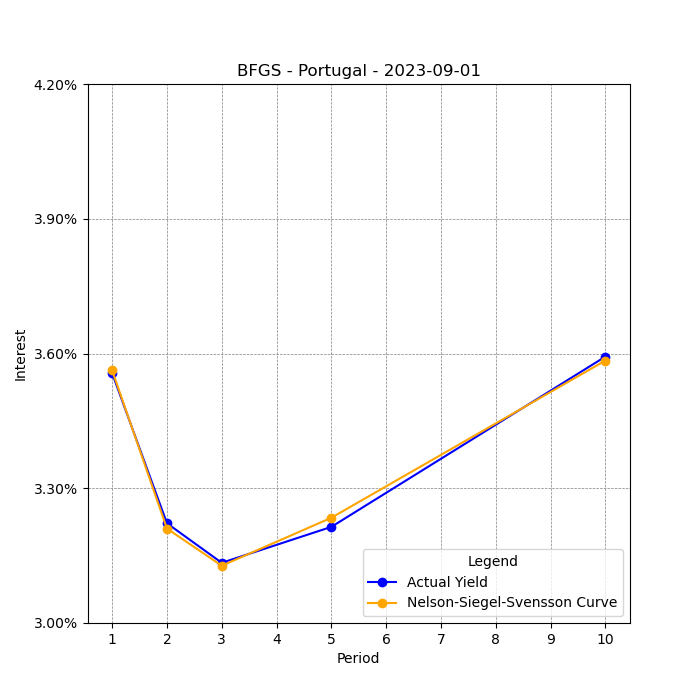 BFGS - Portugal - 2023-09-01
4.20%
3.90%
3.60%
3.30%
3.00%
Interest
1 2 3 4 5 6 7 8 9 10
Period
Legend
Actual Yield
Nelson-Siegel-Svensson Curve